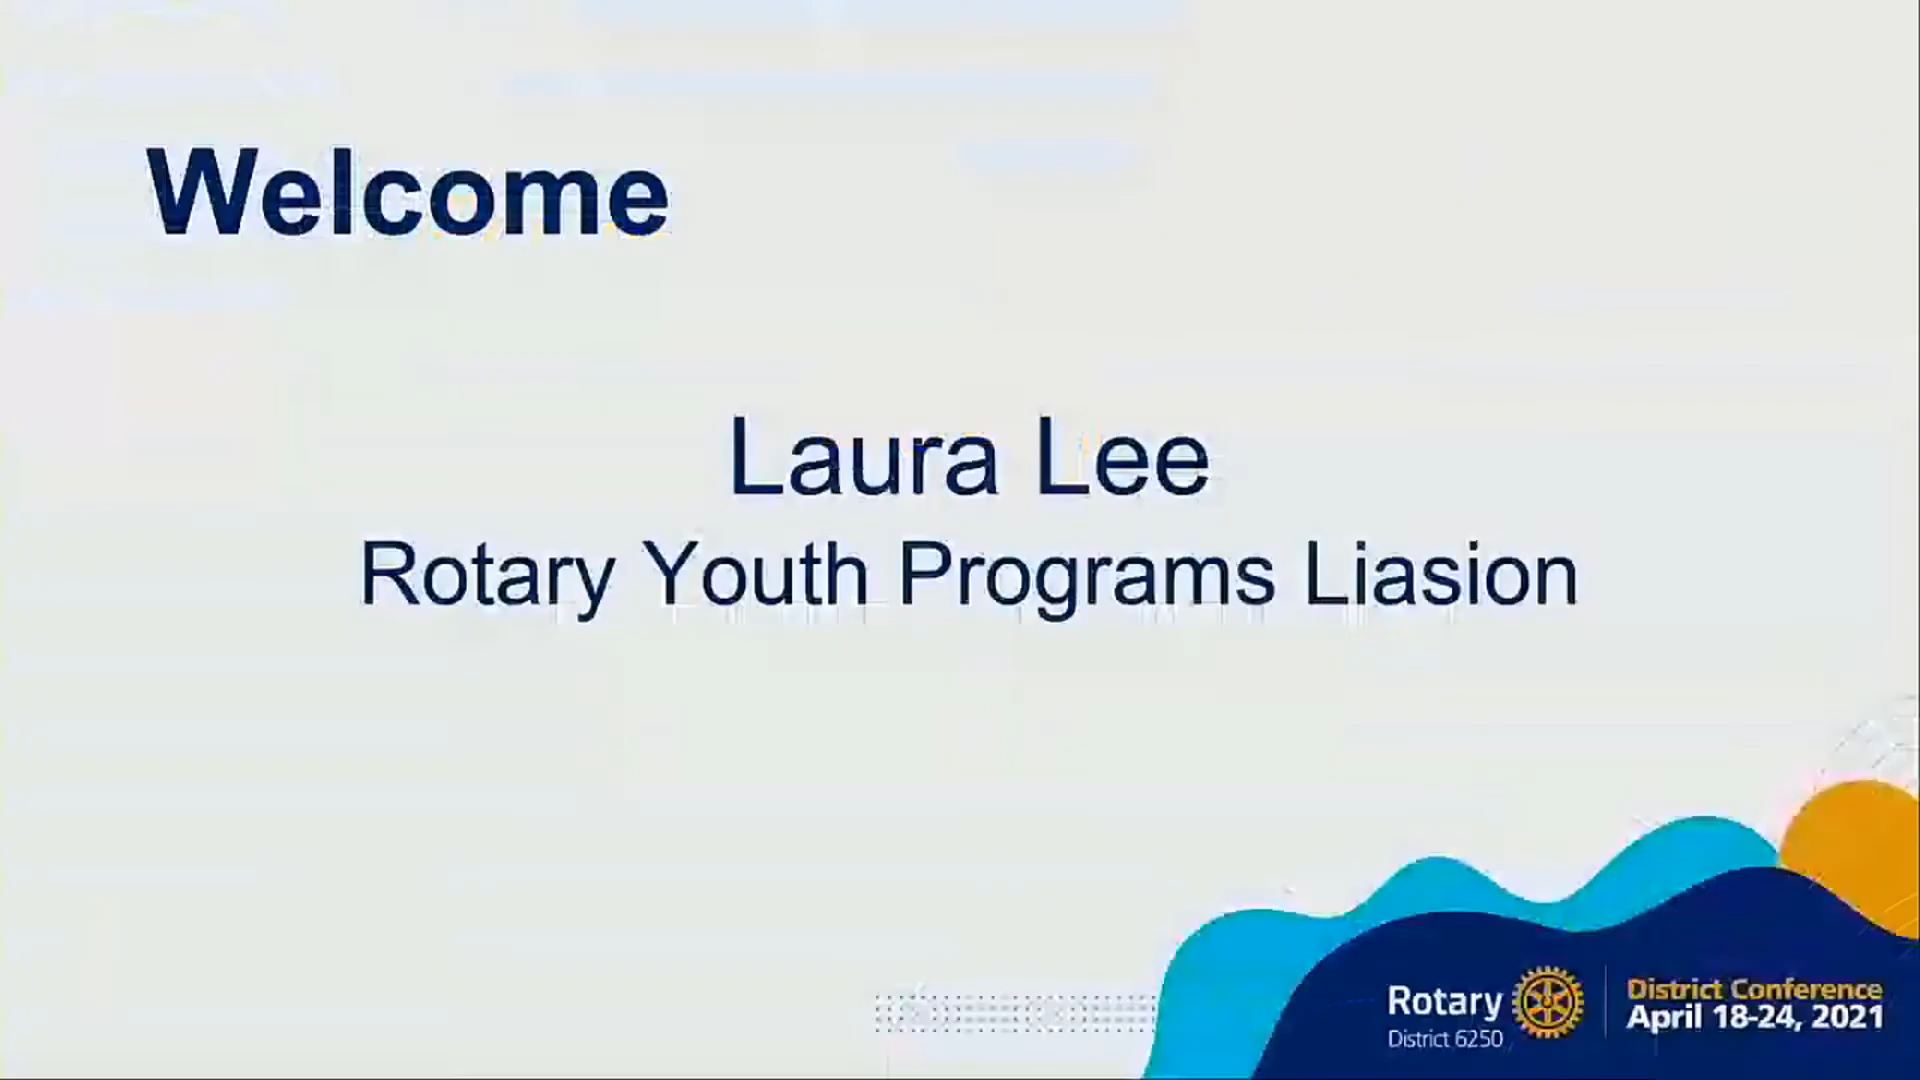 Welcome
Laura Lee
Rotary Youth Programs Liasion
Rotary
District 6250
District Conference
April 18-24, 2021